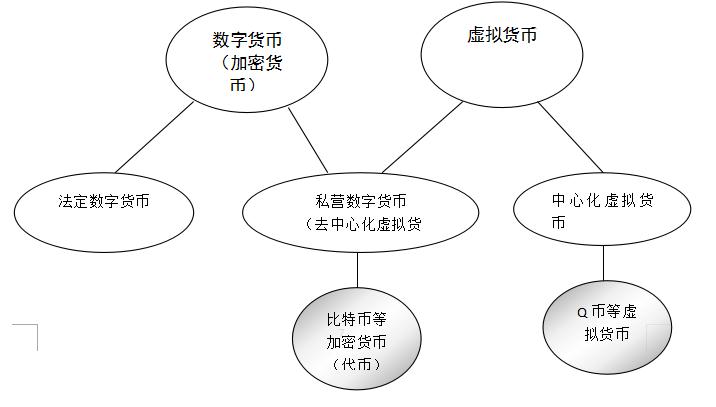 数字货币
（加密货
币）
虚拟货币
法定数字货币
私营数字货币
（去中心化虚拟货
中心化虚拟货
币
比特币等
加密货币
（代币）
Q币等虚
拟货币